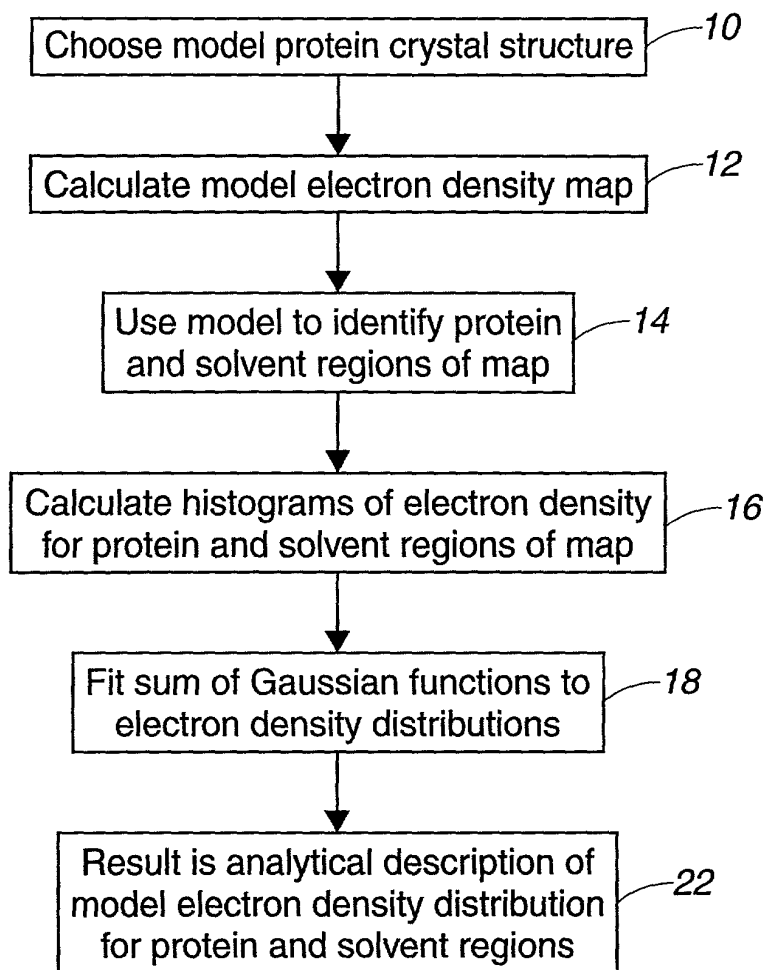 Choose model protein crystal structure
10
Calculate model electron density map
12
Use model to identify protein
and solvent regions of map
14
Calculate histograms of electron density
for protein and solvent regions of map
16
Fit sum of Gaussian functions to
electron density distributions
18
Result is analytical description of
model electron density distribution
for protein and solvent regions
22